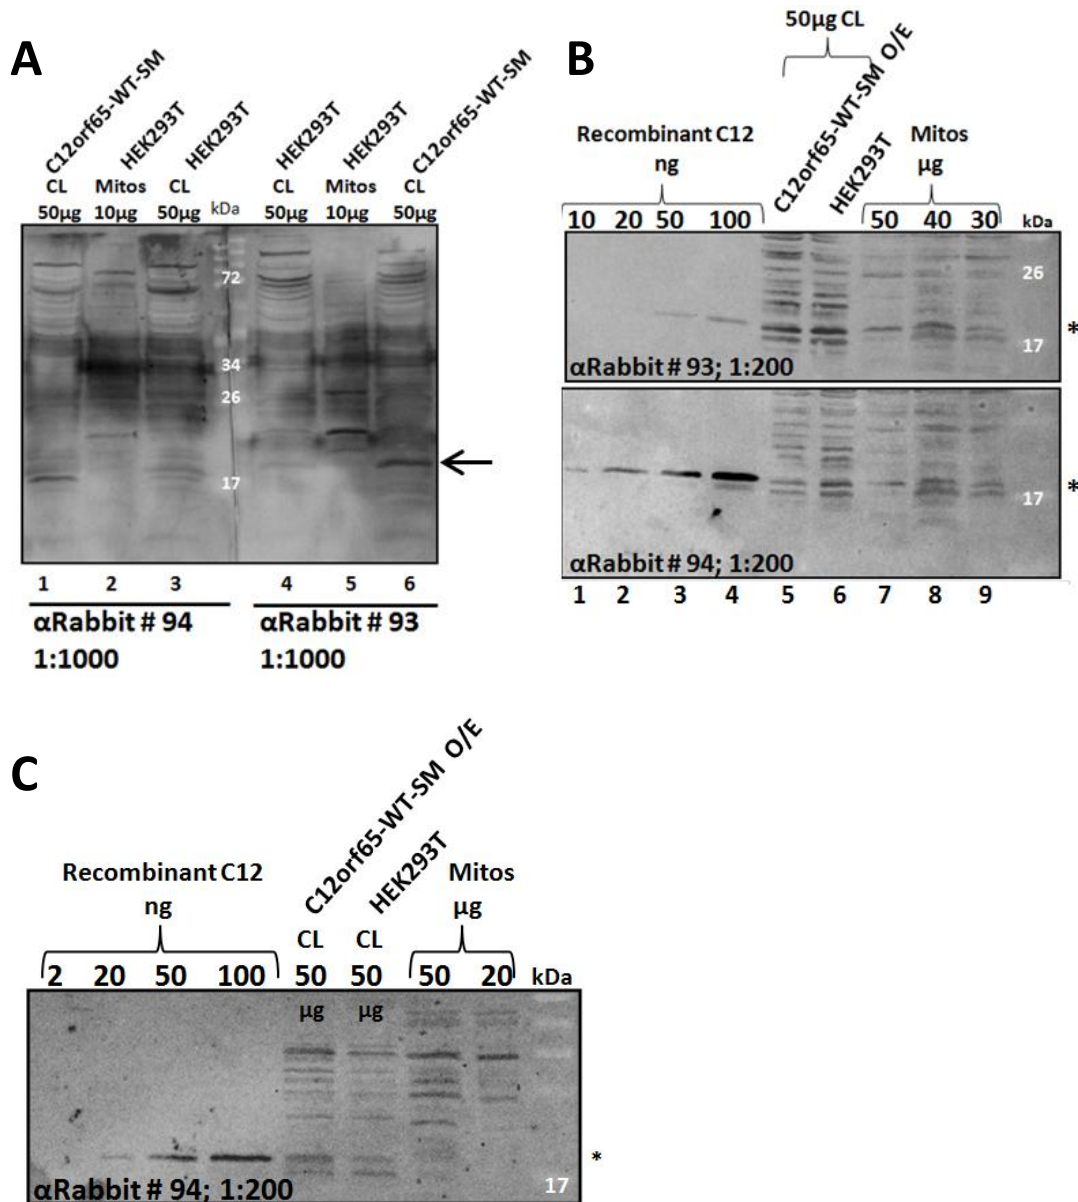 A
C12orf65-WT-SM
HEK293T
HEK293T
HEK293T
HEK293T
C12orf65-WT-SM
CL Mitos CL kDa CL Mitos CL
50µg 10µg 50µg 50µg 10µg 50µg
72
34
26
17
1 2 3 4 5 6
αRabbit # 94 αRabbit # 93
1:1000 1:1000
B
50µg CL
C12orf65-WT-SM O/E
HEK293T
Recombinant C12 Mitos
ng µg
10 20 50 100 50 40 30 kDa
26
*
17
αRabbit # 93; 1:200
*
17
αRabbit # 94; 1:200
1 2 3 4 5 6 7 8 9
C
C12orf65-WT-SM O/E
HEK293T
Recombinant C12 Mitos
ng µg
CL CL
2 20 50 100 50 50 50 20 kDa
µg µg
*
17
αRabbit # 94; 1:200